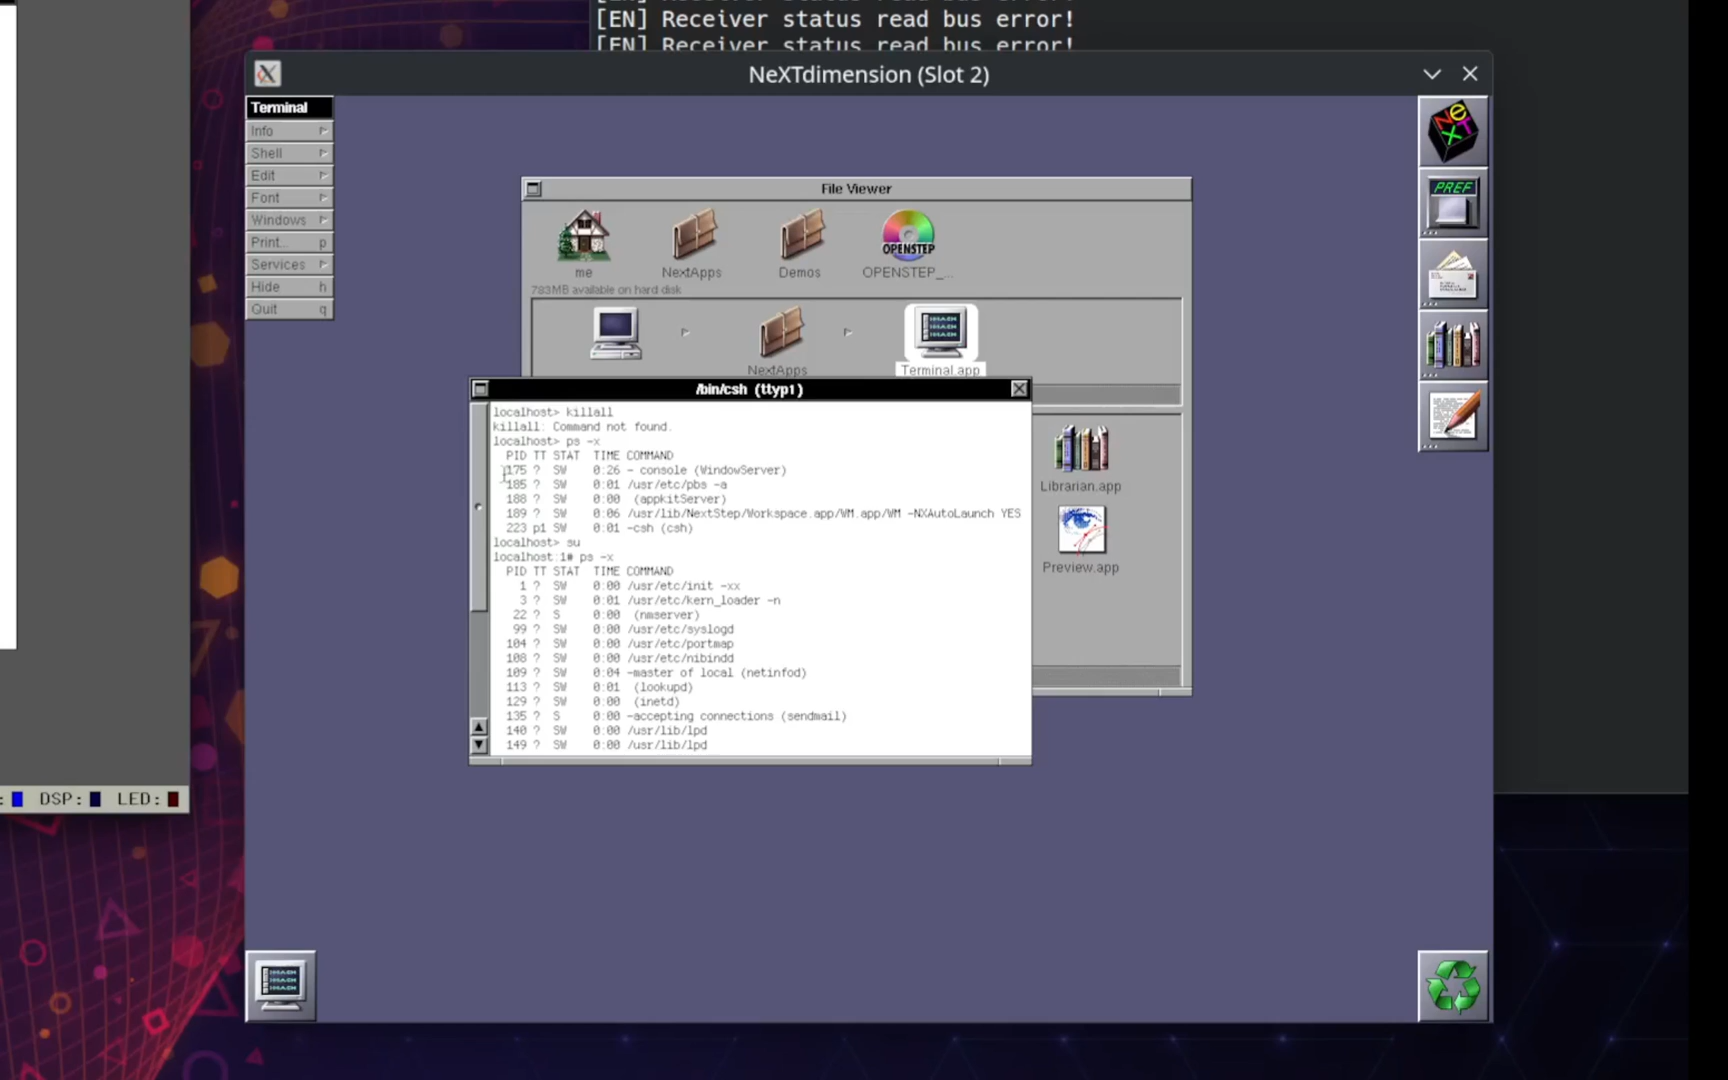 [EN] Receiver status read bus error!
[EN] Receiver status read bus error!
NeXTdimension (Slot 2)
Terminal
Info
Shell
Edit
Font
Windows
Print... p
Services
Hide h
Quit q
NeXT
PREF
File Viewer
OPENSTEP
me
NextApps
Demos
OPENSTEP_...
783MB available on hard disk
NextApps
Terminal.app
/bin/csh (ttyp1)
localhost> killall
killall: Command not found.
localhost> ps -x
PID TT STAT TIME COMMAND
175 ? SW 0:26 - console (WindowServer)
185 ? SW 0:01 /usr/etc/pbs -a
188 ? SW 0:00 (appkitServer)
189 ? SW 0:06 /usr/lib/NextStep/Workspace.app/WM.app/WM -NXAutoLaunch YES
223 p1 SW 0:01 -csh (csh)
localhost> su
localhost:1# ps -x
PID TT STAT TIME COMMAND
1 ? SW 0:00 /usr/etc/init -xx
3 ? SW 0:01 /usr/etc/kern_loader -n
22 ? S 0:00 (nmserver)
99 ? SW 0:00 /usr/etc/syslogd
104 ? SW 0:00 /usr/etc/portmap
108 ? SW 0:00 /usr/etc/nibindd
109 ? SW 0:04 -master of local (netinfod)
113 ? SW 0:01 (lookupd)
129 ? SW 0:00 (inetd)
135 ? S 0:00 -accepting connections (sendmail)
140 ? SW 0:00 /usr/lib/lpd
149 ? SW 0:00 /usr/lib/lpd
Librarian.app
Preview.app
: DSP: LED: